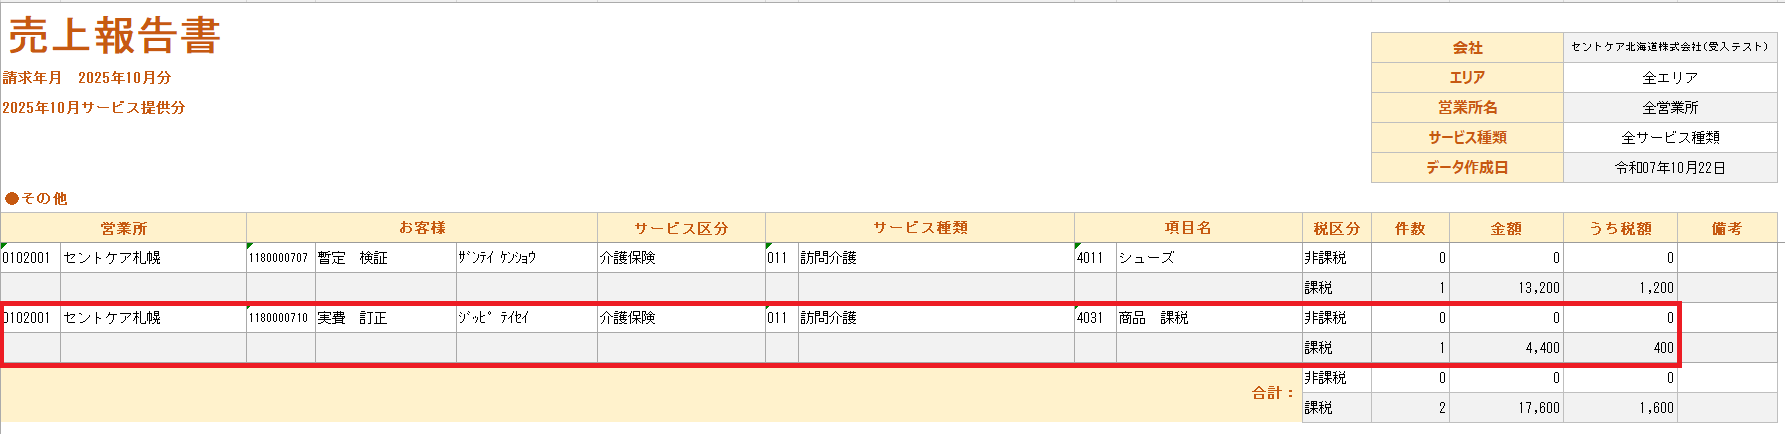 売上報告書
請求年月　2025年10月分
2025年10月サービス提供分
会社 セントケア北海道株式会社(受入テスト)
エリア 全エリア
営業所名 全営業所
サービス種類 全サービス種類
データ作成日 令和07年10月22日
●その他
営業所 お客様 サービス区分 サービス種類 項目名 税区分 件数 金額 うち税額 備考
0102001 セントケア札幌 1180000707 暫定　検証 ｻﾞﾝﾃｲ ｹﾝｼｮｳ 介護保険 011 訪問介護 4011 シューズ 非課税 0 0 0
課税 1 13,200 1,200
0102001 セントケア札幌 1180000710 実費　訂正 ｼﾞｯﾋﾟ ﾃｲｾｲ 介護保険 011 訪問介護 4031 商品　課税 非課税 0 0 0
課税 1 4,400 400
合計： 非課税 0 0 0
課税 2 17,600 1,600